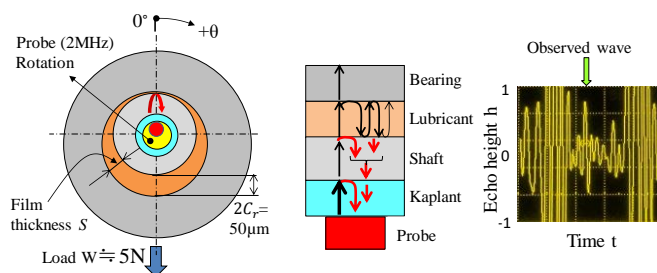 0°
+θ
Probe (2MHz)
Rotation
Film
thickness S
2Cᵣ=
50μm
Load W≒5N
Bearing
Lubricant
Shaft
Kaplant
Probe
Observed wave
Echo height h
1
0
-1
Time t